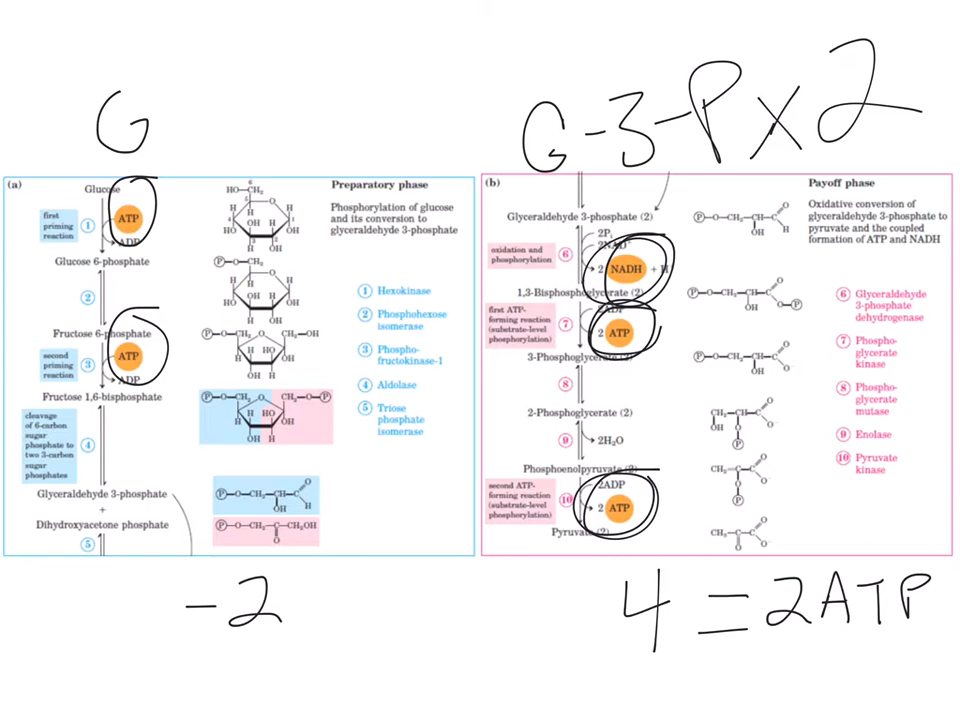 G
G-3-P X 2
(a)
Glucose
Preparatory phase
Phosphorylation of glucose
and its conversion to
glyceraldehyde 3-phosphate
first
priming
reaction
1
ATP
ADP
Glucose 6-phosphate
2
Fructose 6-phosphate
second
priming
reaction
3
ATP
ADP
Fructose 1,6-bisphosphate
cleavage
of 6-carbon
sugar
phosphate to
two 3-carbon
sugar
phosphates
4
Glyceraldehyde 3-phosphate
+
Dihydroxyacetone phosphate
5
1 Hexokinase
2 Phosphohexose
isomerase
3 Phospho-
fructokinase-1
4 Aldolase
5 Triose
phosphate
isomerase
(b)
Payoff phase
Oxidative conversion of
glyceraldehyde 3-phosphate to
pyruvate and the coupled
formation of ATP and NADH
Glyceraldehyde 3-phosphate (2)
oxidation and
phosphorylation
6
2Pi
2NAD+
2 NADH + H
1,3-Bisphosphoglycerate (2)
first ATP-
forming reaction
(substrate-level
phosphorylation)
7
2ADP
2 ATP
3-Phosphoglycerate (2)
8
2-Phosphoglycerate (2)
9
2H₂O
Phosphoenolpyruvate (2)
second ATP-
forming reaction
(substrate-level
phosphorylation)
10
2ADP
2 ATP
Pyruvate (2)
6 Glyceraldehyde
3-phosphate
dehydrogenase
7 Phospho-
glycerate
kinase
8 Phospho-
glycerate
mutase
9 Enolase
10 Pyruvate
kinase
-2
4 = 2ATP